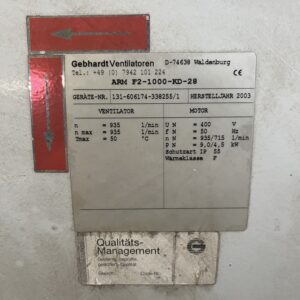 Gebhardt Ventilatoren D-74638 Waldenburg
Tel.: +49 (0) 7942 101 224 CE
ARM F2-1000-KD-28
GERÄTE-NR. 131-606174-338255/1 HERSTELLJAHR 2003
VENTILATOR MOTOR
n = 935 1/min U = 400 V
n max = 935 1/min f = 50 Hz
Tmax = 50 °C n N = 935/715 1/min
P N = 9,0/4,5 kW
Schutzart IP 55
Wärmeklasse F
Qualitäts-
Management